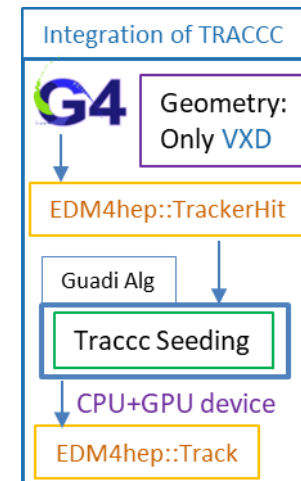 Integration of TRACCC
G4
Geometry:
Only VXD
EDM4hep::TrackerHit
Guadi Alg
Traccc Seeding
CPU+GPU device
EDM4hep::Track